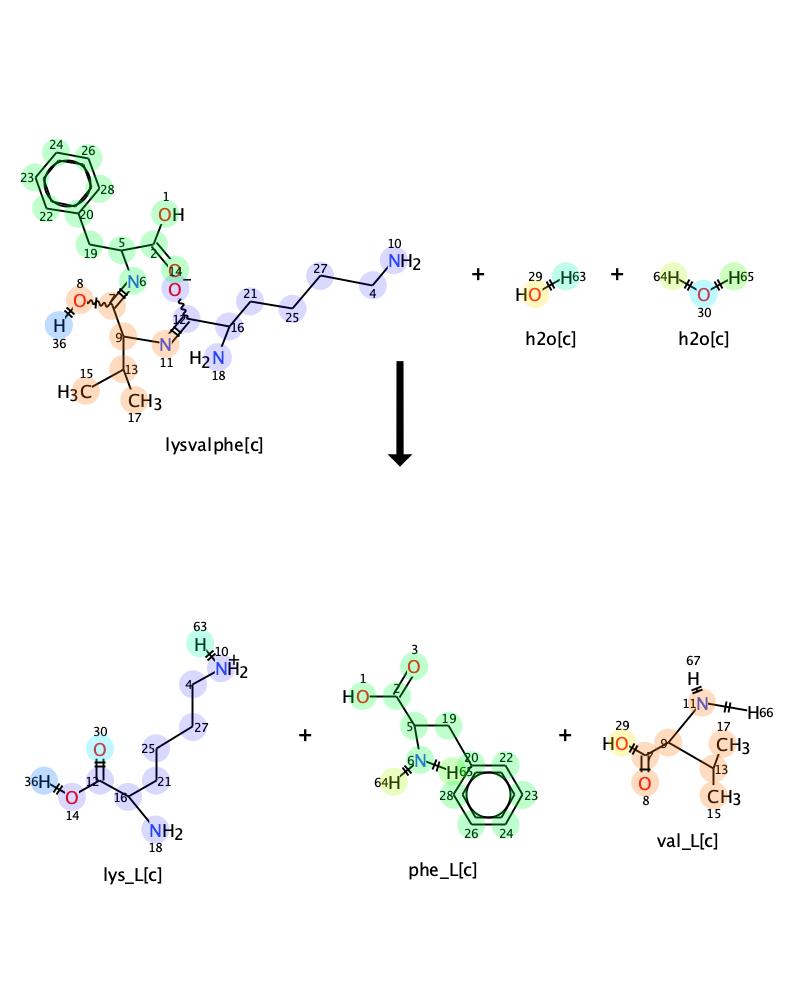 24
26
23
28
22
20
1
OH
5
2
19
10
NH2
14
O −
8
O
7
N 6
27
4
21
25
12
16
H
36
9
N
11
H2N
18
15
13
H3C
CH3
17
lysvalphe[c]
+
29
HO
H63
h2o[c]
+
64H
H65
O
30
h2o[c]
63
H
10
NH2
+
4
27
30
O
25
36H
12
O
14
16
21
NH2
18
lys_L[c]
+
3
O
1
HO
2
5
19
6N
64H
H65
20
22
28
23
26
24
phe_L[c]
+
67
H
11N
H66
29
HO
9
17
CH3
O
8
13
CH3
15
val_L[c]